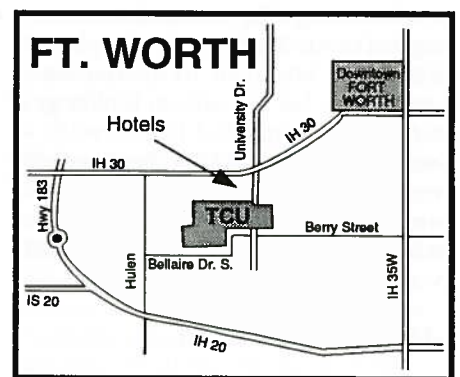 FT. WORTH
Downtown
FORT
WORTH
University Dr.
Hotels
IH 30
IH 30
Hwy 183
TCU
Berry Street
Hulen
Bellaire Dr. S.
IH 35W
IS 20
IH 20